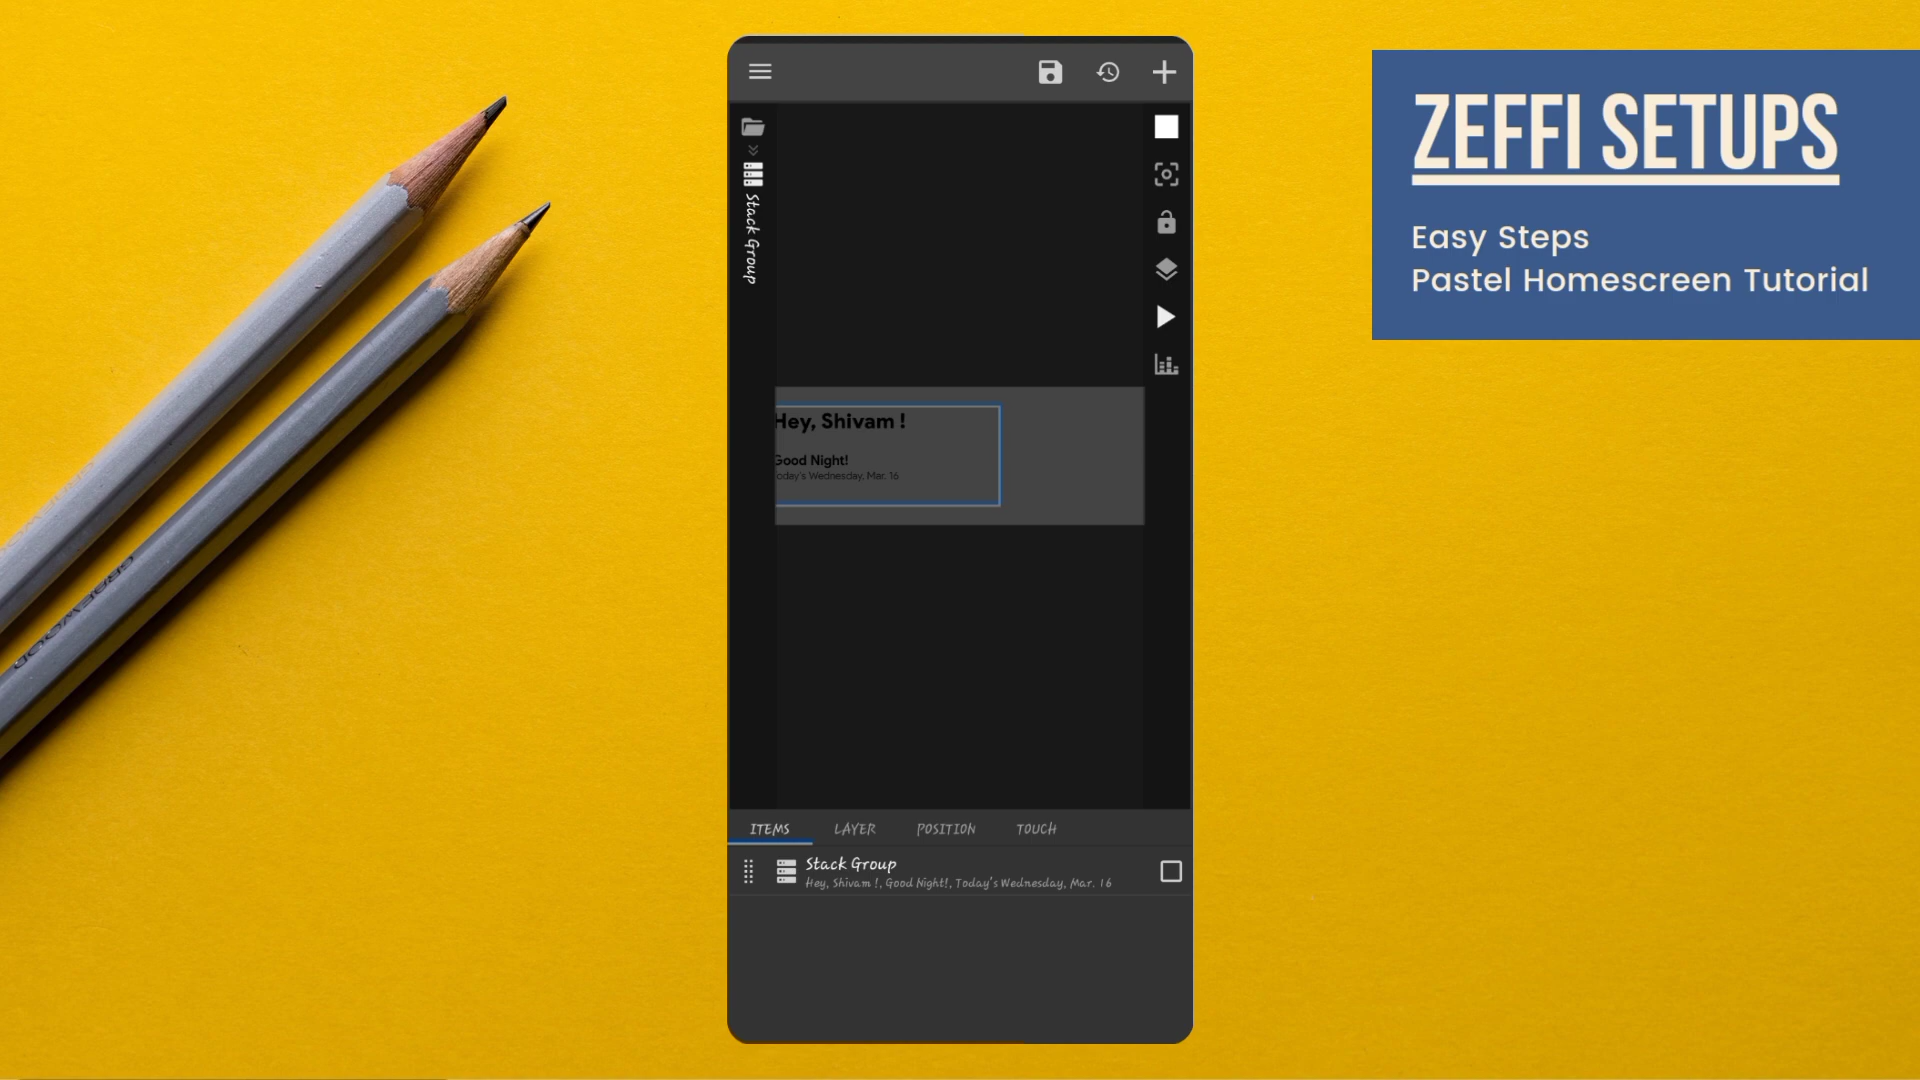 ZEFFI SETUPS
Easy Steps
Pastel Homescreen Tutorial
Stack Group
Hey, Shivam !
Good Night!
oday's Wednesday, Mar. 16
ITEMS LAYER POSITION TOUCH
Stack Group
Hey, Shivam !, Good Night!, Today's Wednesday, Mar. 16